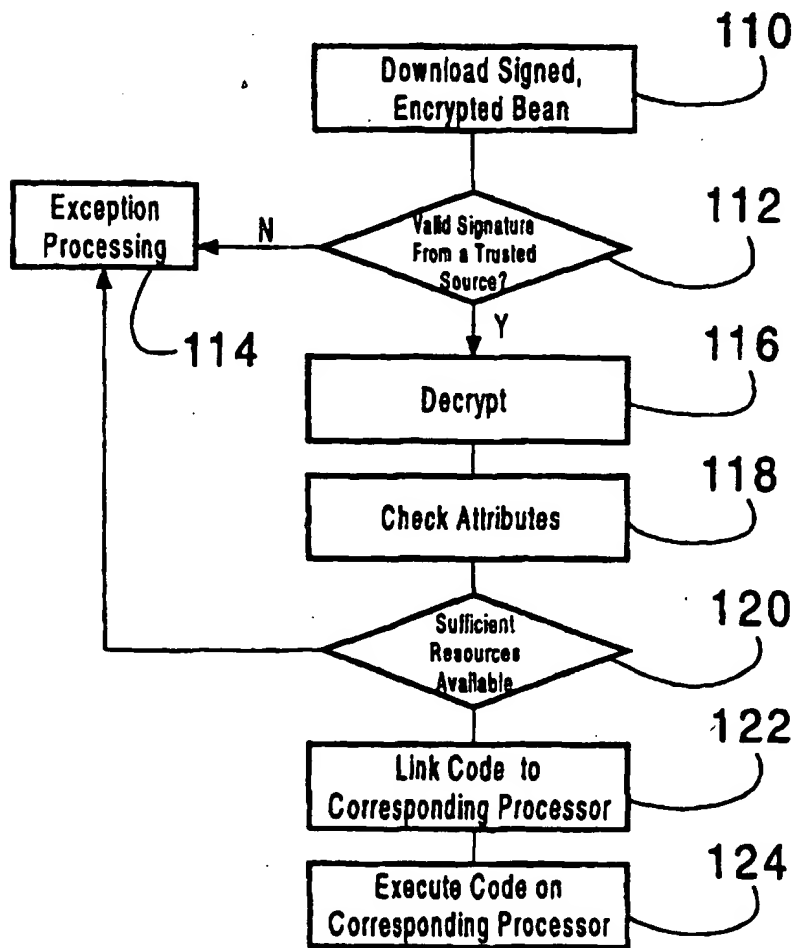 110
Download Signed,
Encrypted Bean
Exception
Processing
N
Valid Signature
From a Trusted
Source?
112
114
Y
116
Decrypt
118
Check Attributes
120
Sufficient
Resources
Available
122
Link Code to
Corresponding Processor
124
Execute Code on
Corresponding Processor